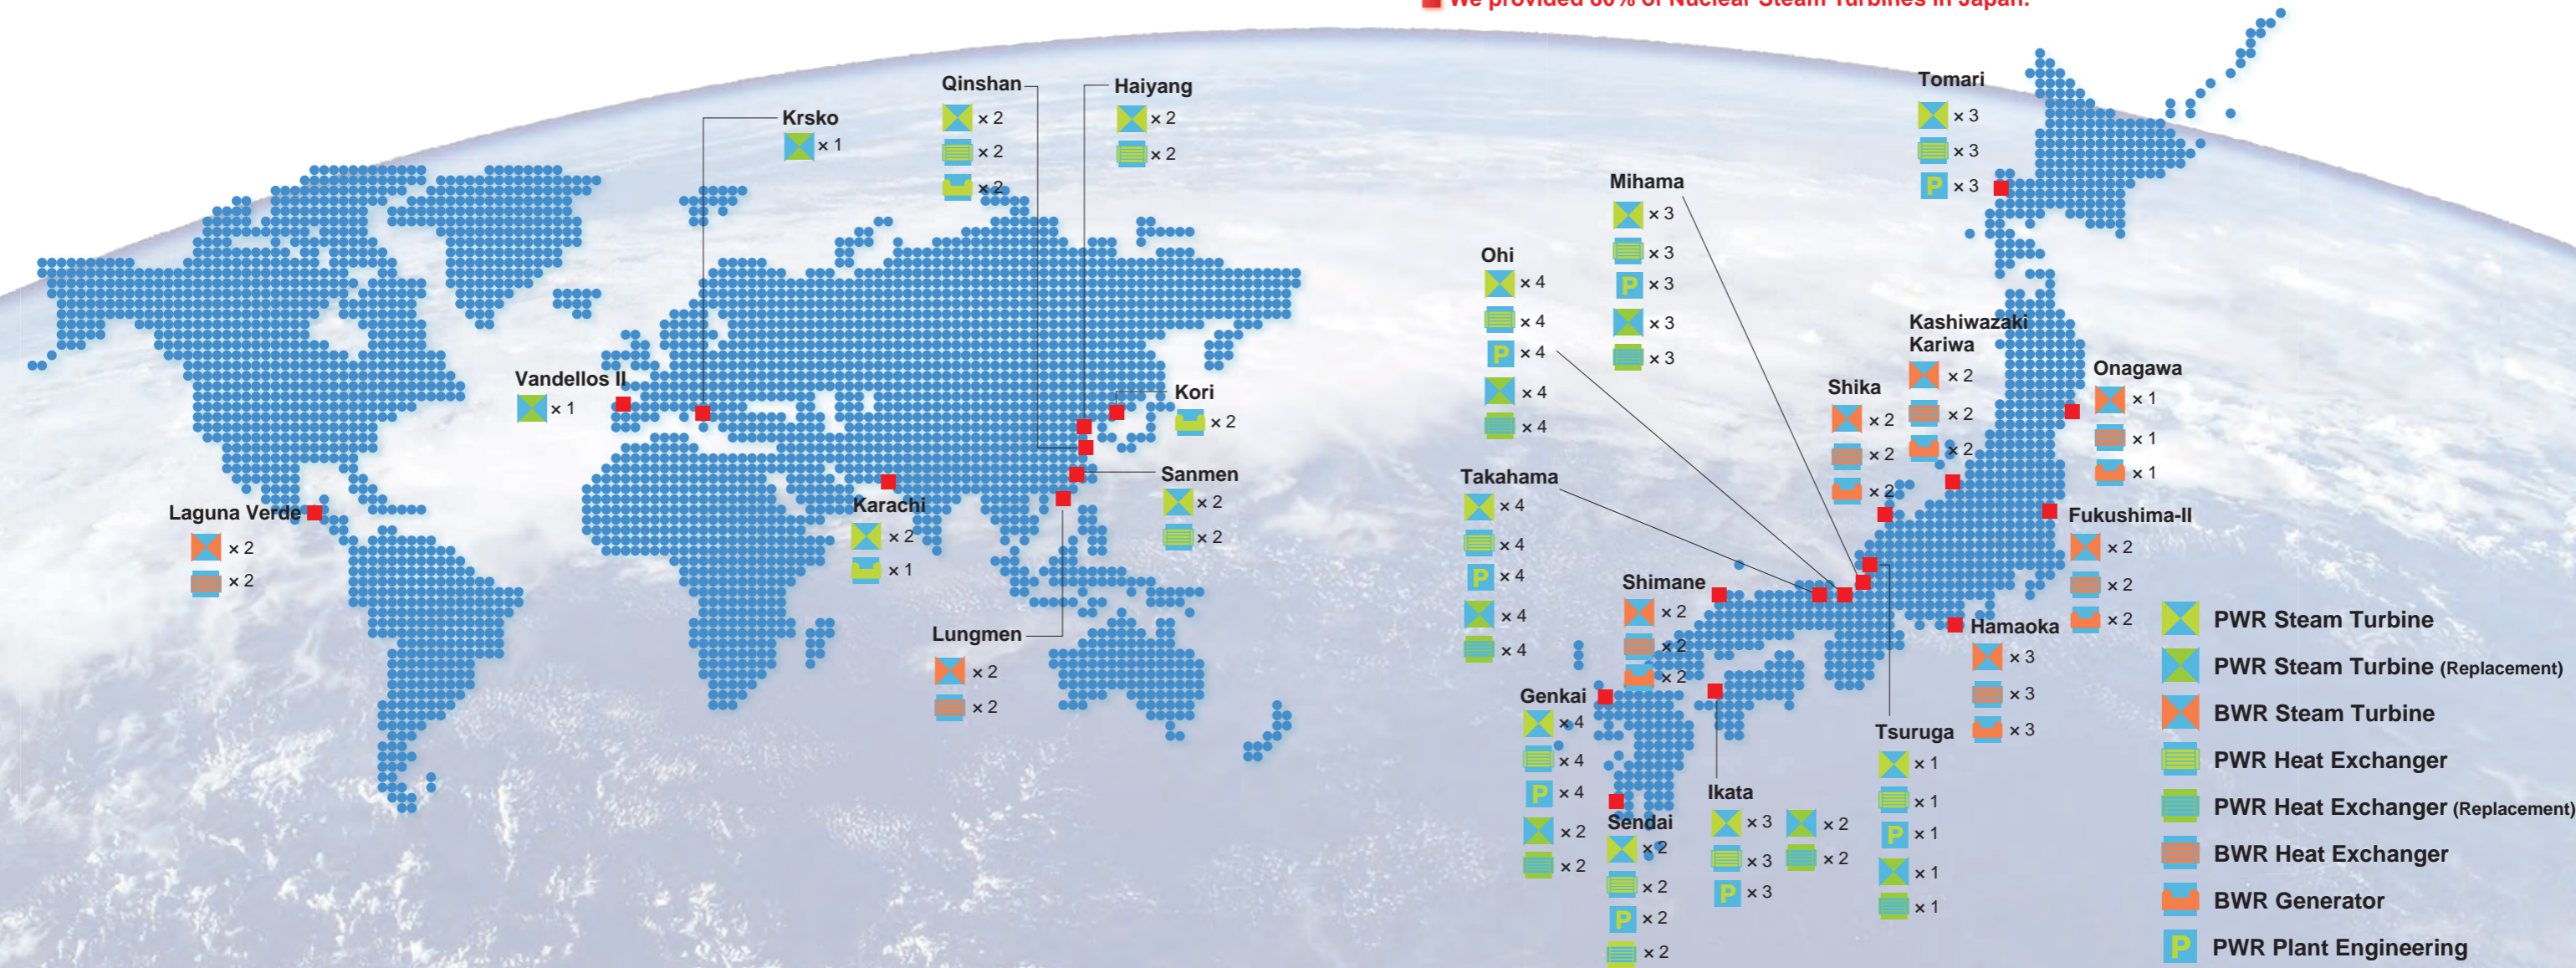 We provided 80% of Nuclear Steam Turbines in Japan.
Qinshan
× 2
× 2
× 2
Haiyang
× 2
× 2
Krsko
× 1
Vandellos II
× 1
Kori
× 2
Sanmen
× 2
× 2
Karachi
× 2
× 1
Laguna Verde
× 2
× 2
Lungmen
× 2
× 2
Tomari
× 3
× 3
P × 3
Mihama
× 3
× 3
P × 3
× 3
× 3
Ohi
× 4
× 4
P × 4
× 4
× 4
Kashiwazaki
Kariwa
× 2
× 2
× 2
Onagawa
× 1
× 1
× 1
Shika
× 2
× 2
× 2
Takahama
× 4
× 4
P × 4
× 4
× 4
Fukushima-II
× 2
× 2
× 2
Shimane
× 2
× 2
× 2
Hamaoka
× 3
× 3
× 3
Genkai
× 4
× 4
P × 4
× 2
× 2
Sendai
× 2
× 2
P × 2
× 2
Ikata
× 3 × 2
× 3 × 2
P × 3
Tsuruga
× 1
× 1
P × 1
× 1
× 1
PWR Steam Turbine
PWR Steam Turbine (Replacement)
BWR Steam Turbine
PWR Heat Exchanger
PWR Heat Exchanger (Replacement)
BWR Heat Exchanger
BWR Generator
P PWR Plant Engineering